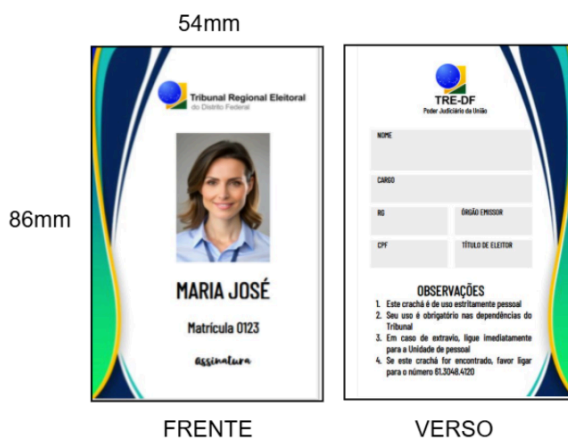 54mm
86mm
Tribunal Regional Eleitoral
do Distrito Federal
MARIA JOSÉ
Matrícula 0123
assinatura
FRENTE
TRE-DF
Poder Judiciário da União
NOME
CARGO
RG
ÓRGÃO EMISSOR
CPF
TÍTULO DE ELEITOR
OBSERVAÇÕES
1. Este crachá é de uso estritamente pessoal
2. Seu uso é obrigatório nas dependências do
Tribunal
3. Em caso de extravio, ligue imediatamente
para a Unidade de pessoal
4. Se este crachá for encontrado, favor ligar
para o número 61.3048.4120
VERSO